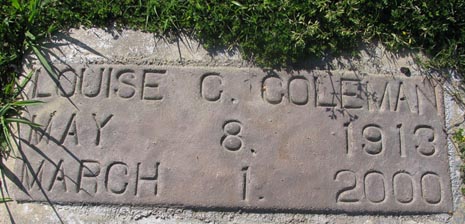 LOUISE C. COLEMAN
MAY 8. 1913
MARCH 1. 2000